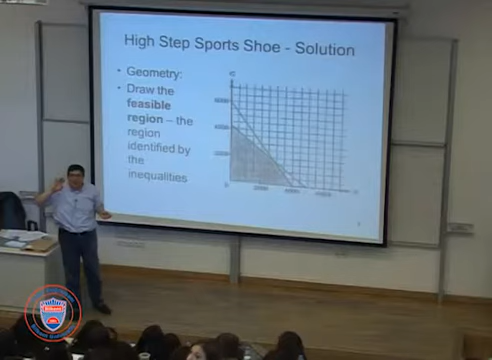 High Step Sports Shoe - Solution
• Geometry:
• Draw the
feasible
region – the
region
identified by
the
inequalities